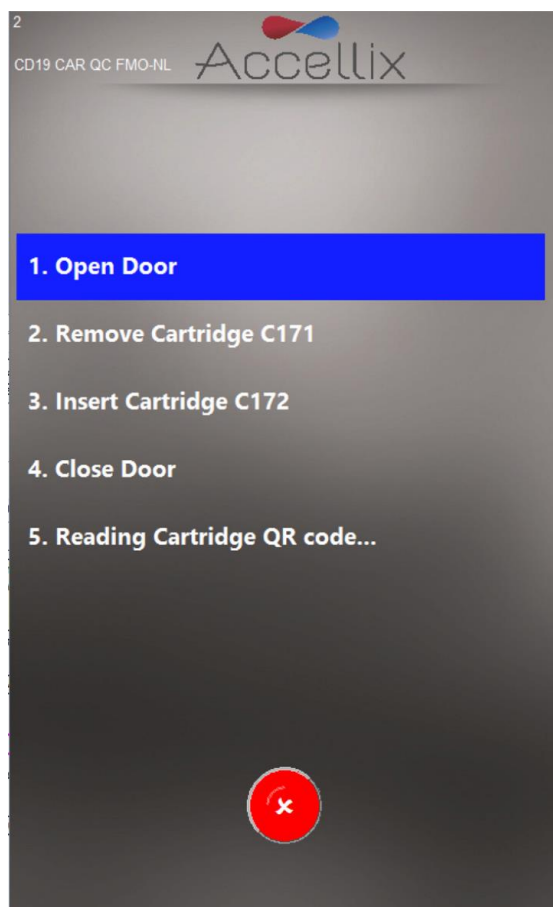 2
CD19 CAR QC FMO-NL
Accellix
1. Open Door
2. Remove Cartridge C171
3. Insert Cartridge C172
4. Close Door
5. Reading Cartridge QR code...